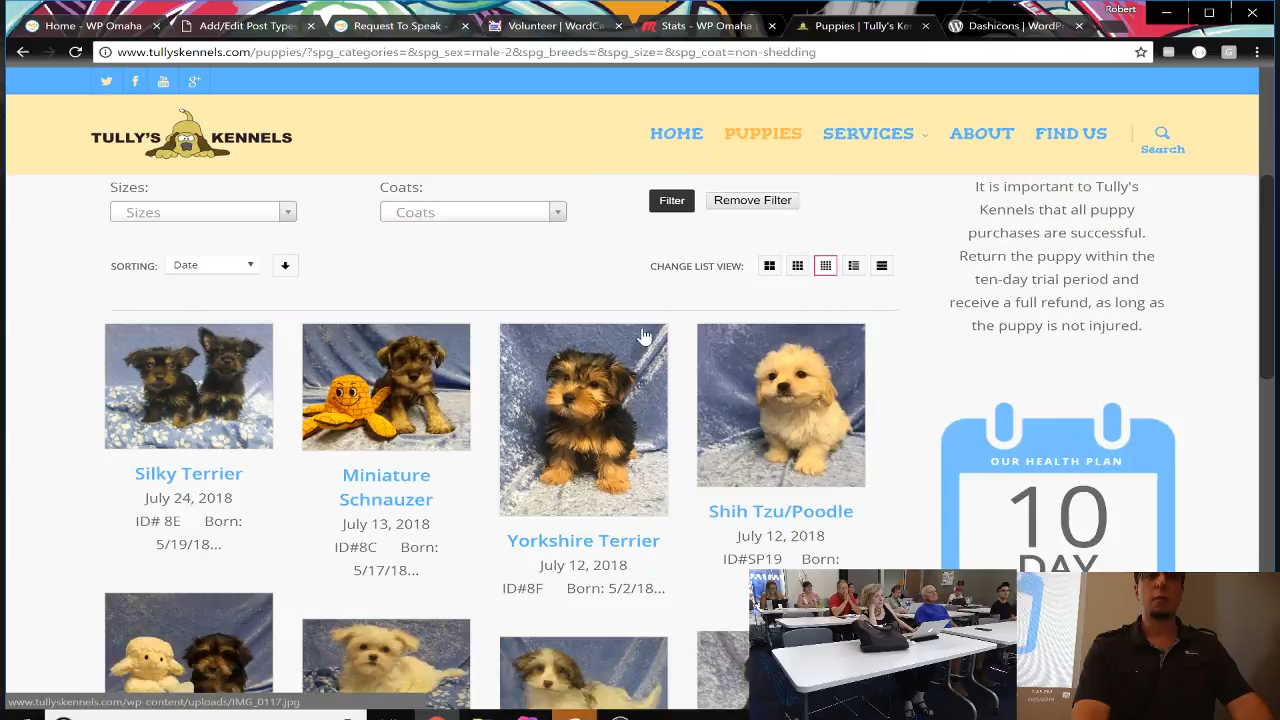 Robert
Home - WP Omaha
Add/Edit Post Types
Request To Speak
Volunteer | WordCa
Stats - WP Omaha
Puppies | Tully's Ke
Dashicons | WordP
www.tullyskennels.com/puppies/?spg_categories=&spg_sex=male-2&spg_breeds=&spg_size=&spg_coat=non-shedding
TULLY'S KENNELS
HOME PUPPIES SERVICES ABOUT FIND US
Search
Sizes:
Sizes
Coats:
Coats
Filter
Remove Filter
SORTING:
Date
CHANGE LIST VIEW:
It is important to Tully's
Kennels that all puppy
purchases are successful.
Return the puppy within the
ten-day trial period and
receive a full refund, as long as
the puppy is not injured.
Silky Terrier
July 24, 2018
ID# 8E Born:
5/19/18...
Miniature
Schnauzer
July 13, 2018
ID#8C Born:
5/17/18...
Yorkshire Terrier
July 12, 2018
ID#8F Born: 5/2/18...
Shih Tzu/Poodle
July 12, 2018
ID#SP19 Born:
OUR HEALTH PLAN
10
DAY
www.tullyskennels.com/wp-content/uploads/IMG_0117.jpg